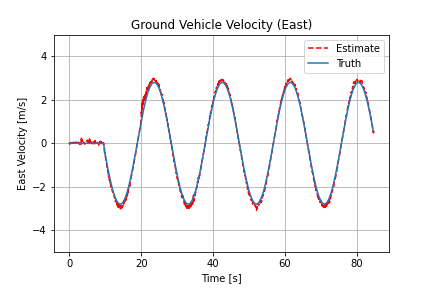 Ground Vehicle Velocity (East)
Estimate
Truth
East Velocity [m/s]
4
2
0
−2
−4
0 20 40 60 80
Time [s]